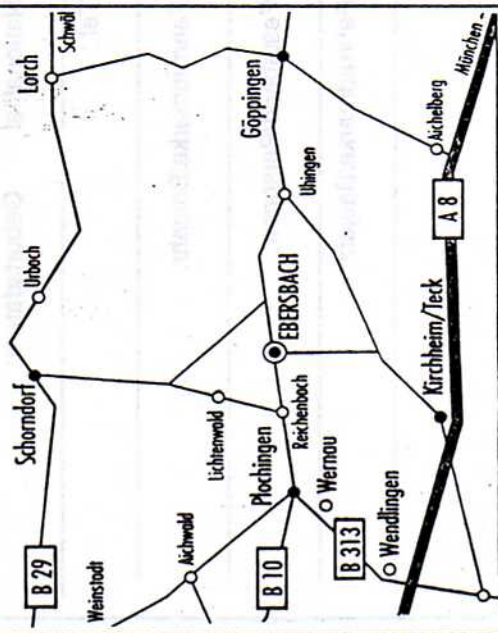 Schorndorf
Lorch
Urbach
B 29
Schwäb
Weinstadt
Aichwald
Lichtenwald
Plochingen
Göppingen
B 10
EBERSBACH
Uhingen
Reichenbach
Wernau
B 313
Wendlingen
Kirchheim/Teck
Aichelberg
A 8
München